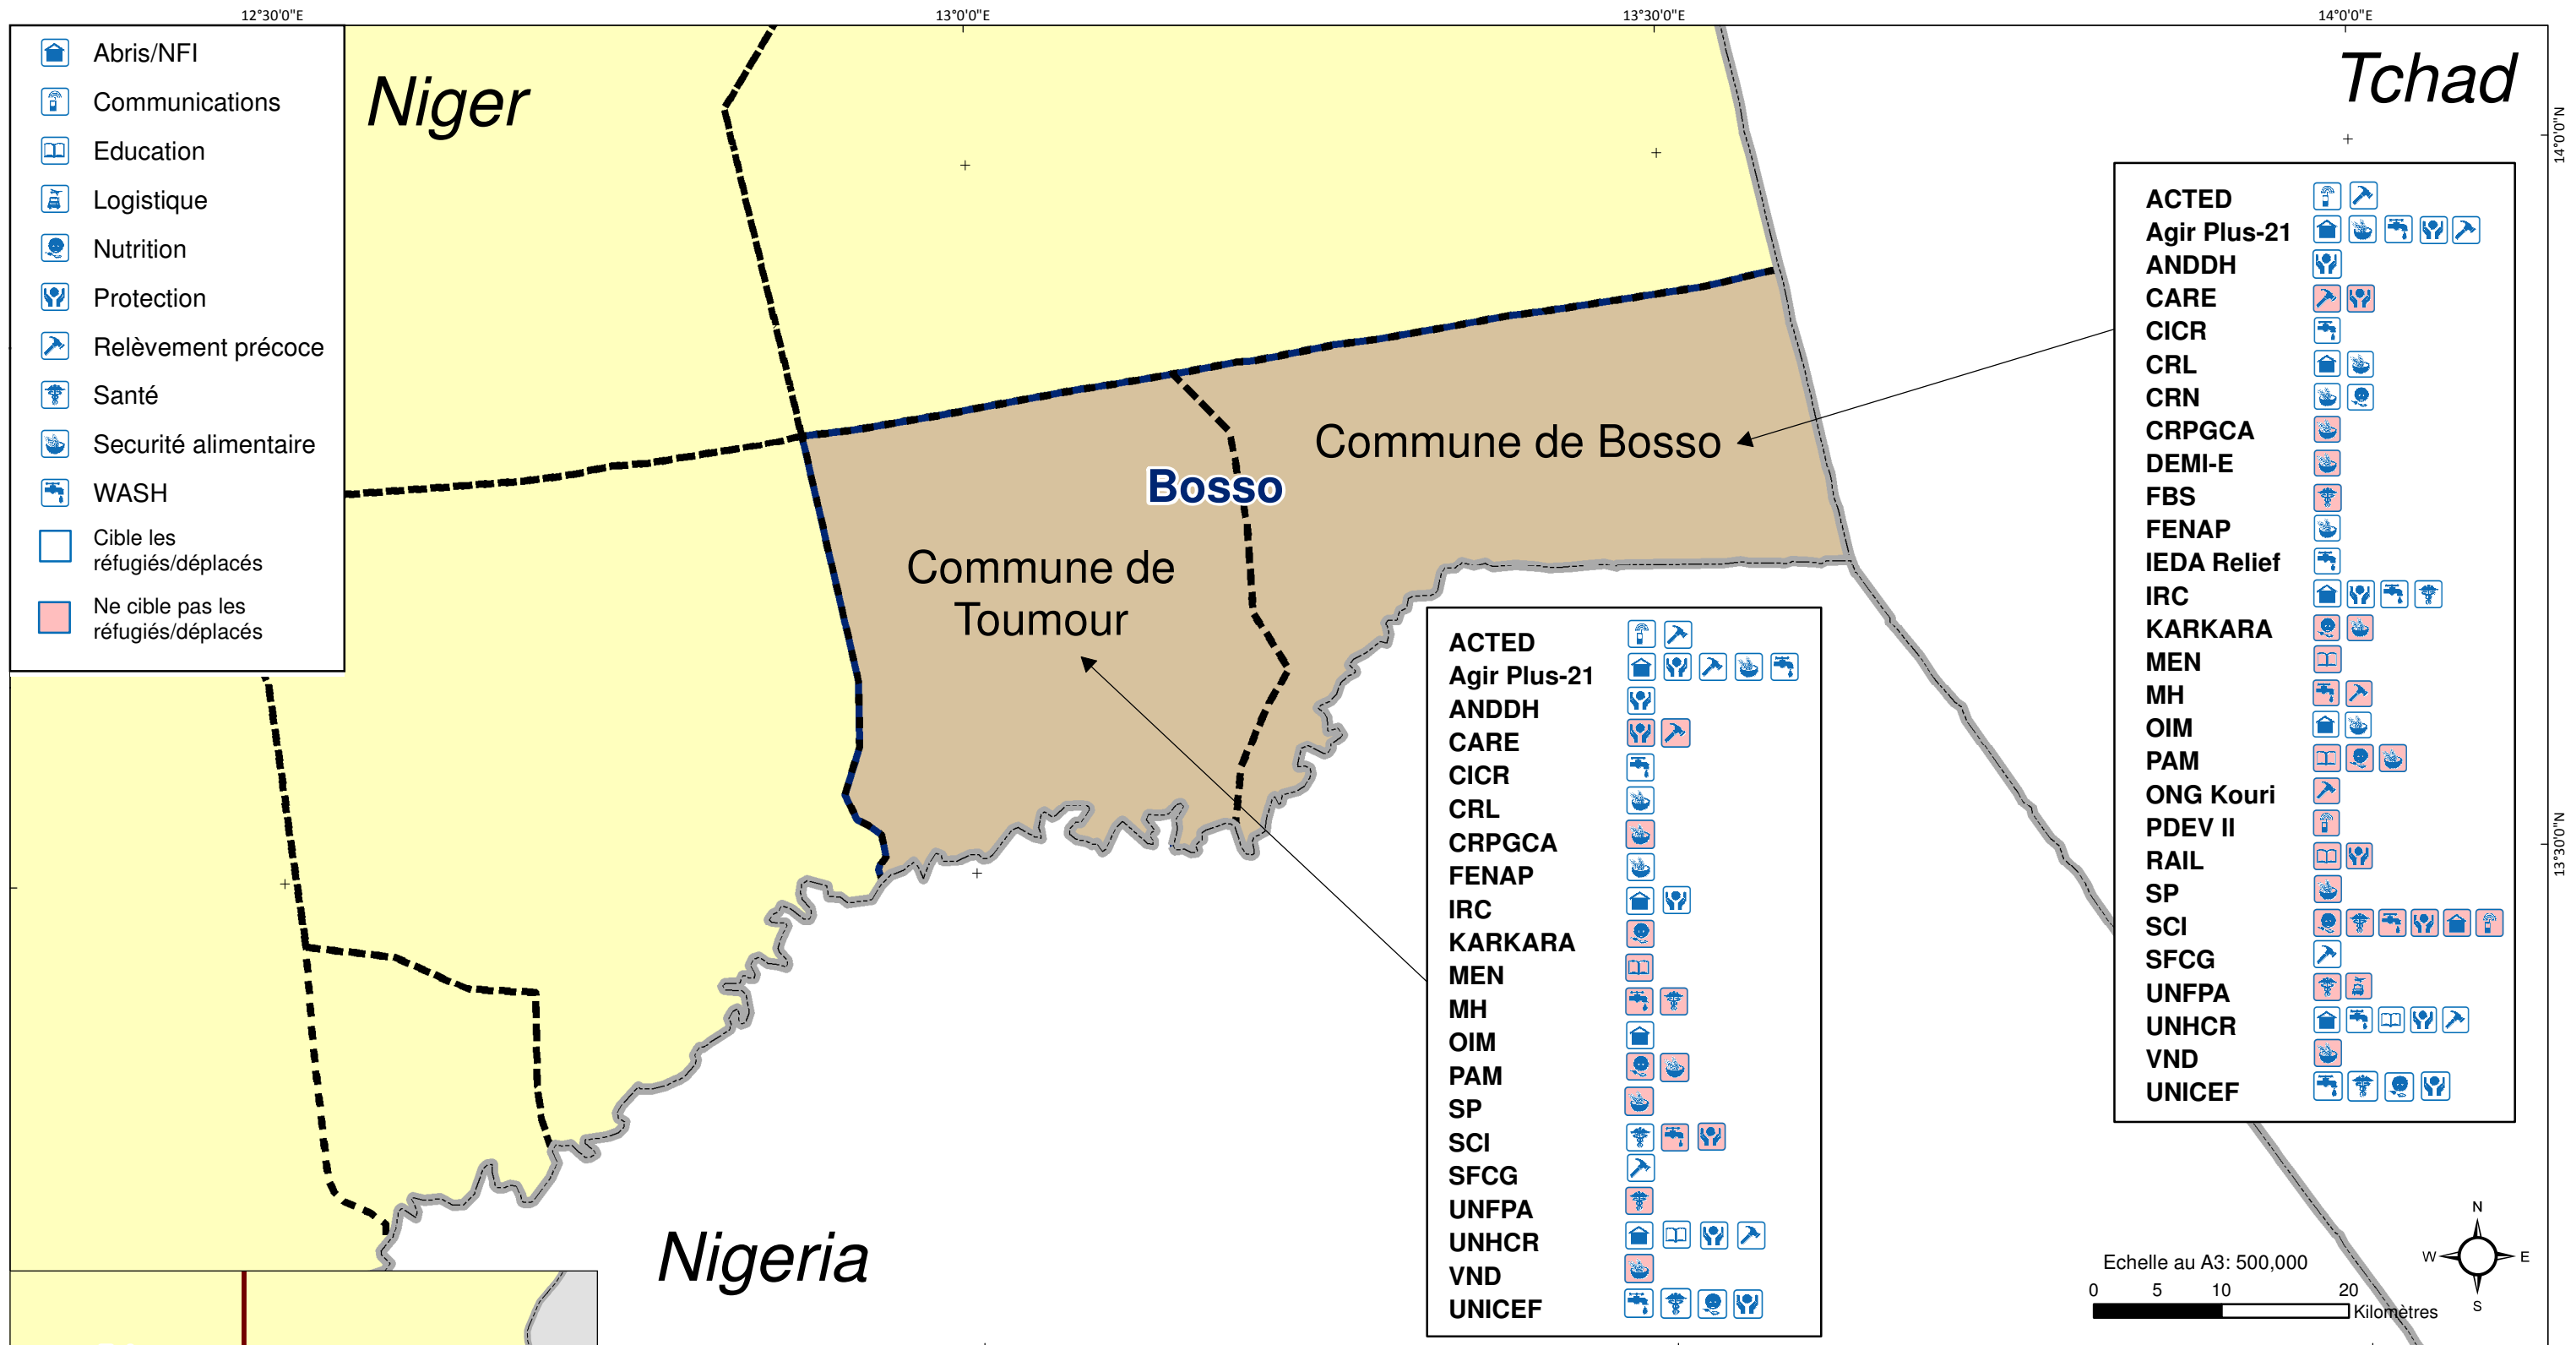 12°30'0"E
13°0'0"E
13°30'0"E
14°0'0"E
Abris/NFI
Communications
Education
Logistique
Nutrition
Protection
Relèvement précoce
Santé
Securité alimentaire
WASH
Cible les
réfugiés/déplacés
Ne cible pas les
réfugiés/déplacés
Niger
Tchad
14°0'0"N
Commune de Bosso
Bosso
Commune de
Toumour
Nigeria
ACTED
Agir Plus-21
ANDDH
CARE
CICR
CRL
CRPGCA
FENAP
IRC
KARKARA
MEN
MH
OIM
PAM
SP
SCI
SFCG
UNFPA
UNHCR
VND
UNICEF
ACTED
Agir Plus-21
ANDDH
CARE
CICR
CRL
CRN
CRPGCA
DEMI-E
FBS
FENAP
IEDA Relief
IRC
KARKARA
MEN
MH
OIM
PAM
ONG Kouri
PDEV II
RAIL
SP
SCI
SFCG
UNFPA
UNHCR
VND
UNICEF
13°30'0"N
N
W
E
S
Echelle au A3: 500,000
0 5 10 20
Kilomètres